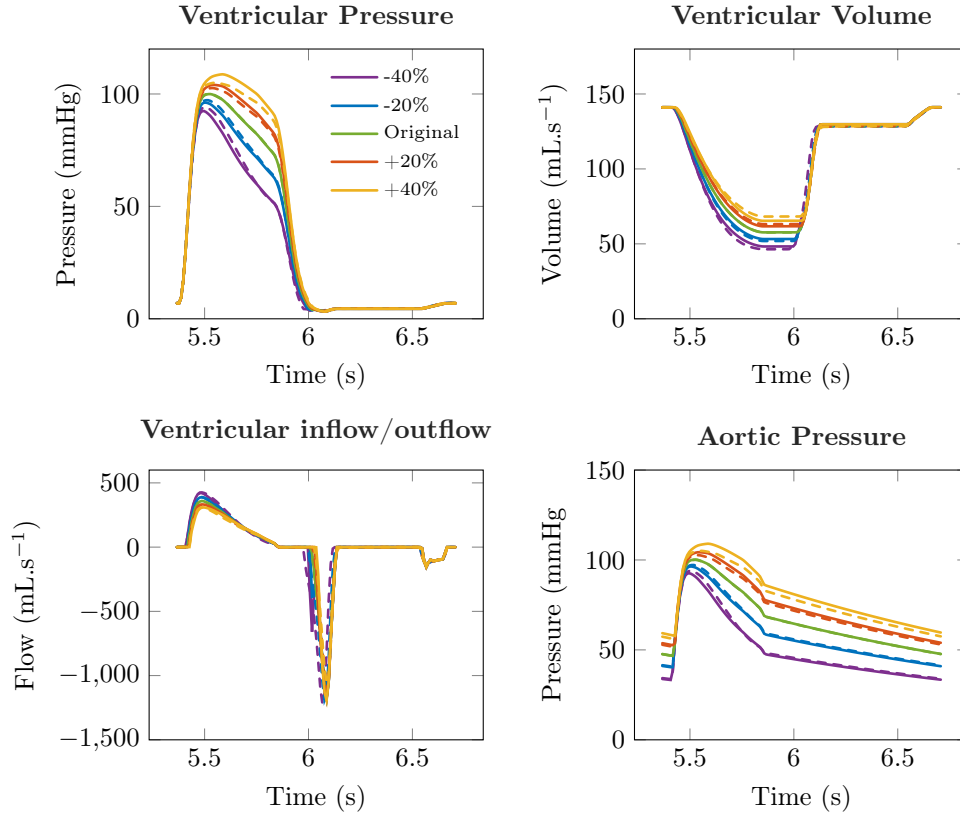 Ventricular Pressure
Pressure (mmHg)
100
50
0
5.5 6 6.5
Time (s)
-40%
-20%
Original
+20%
+40%
Ventricular Volume
Volume (mL.s⁻¹)
150
100
50
0
5.5 6 6.5
Time (s)
Ventricular inflow/outflow
Flow (mL.s⁻¹)
500
0
−500
−1,000
−1,500
5.5 6 6.5
Time (s)
Aortic Pressure
Pressure (mmHg)
150
100
50
0
5.5 6 6.5
Time (s)